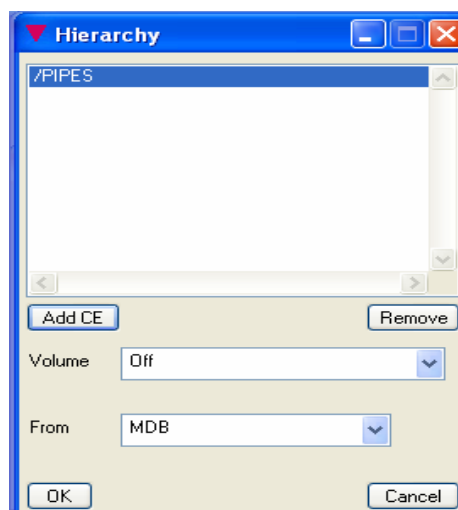 Hierarchy
/PIPES
Add CE Remove
Volume Off
From MDB
OK Cancel